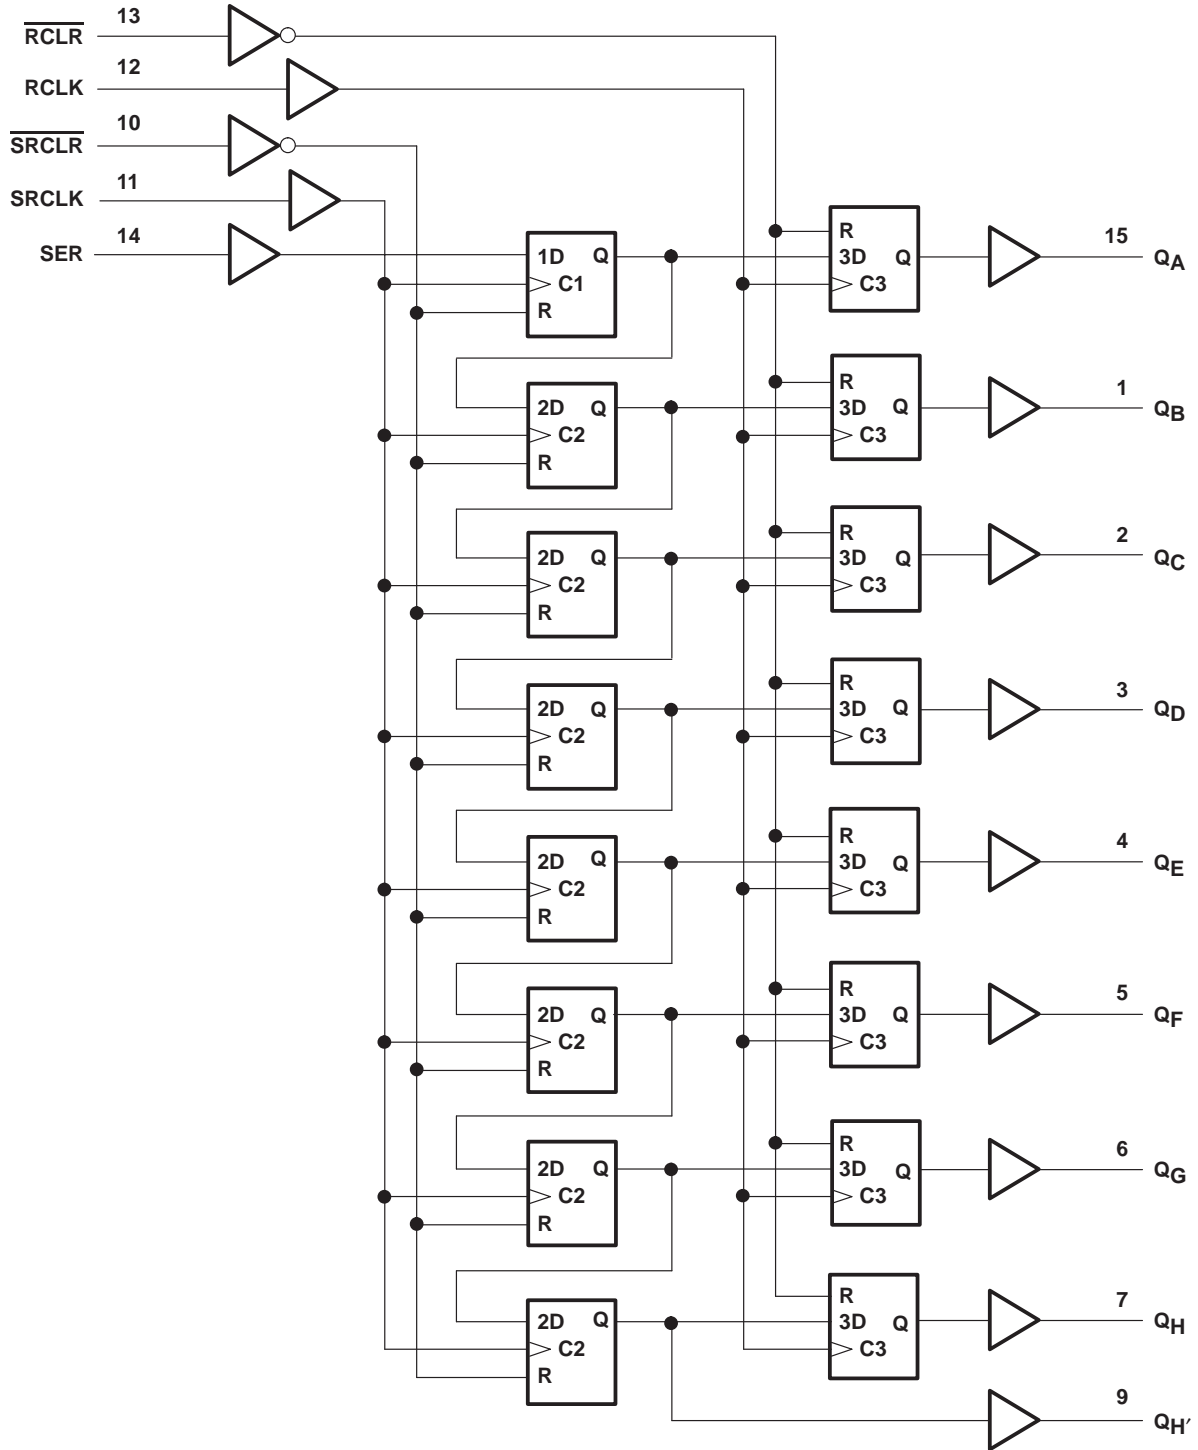 RCLR 13
RCLK 12
SRCLR 10
SRCLK 11
SER 14
1D Q
C1
R
R
3D Q
C3
15 QA
2D Q
C2
R
R
3D Q
C3
1 QB
2D Q
C2
R
R
3D Q
C3
2 QC
2D Q
C2
R
R
3D Q
C3
3 QD
2D Q
C2
R
R
3D Q
C3
4 QE
2D Q
C2
R
R
3D Q
C3
5 QF
2D Q
C2
R
R
3D Q
C3
6 QG
2D Q
C2
R
R
3D Q
C3
7 QH
9 QH′